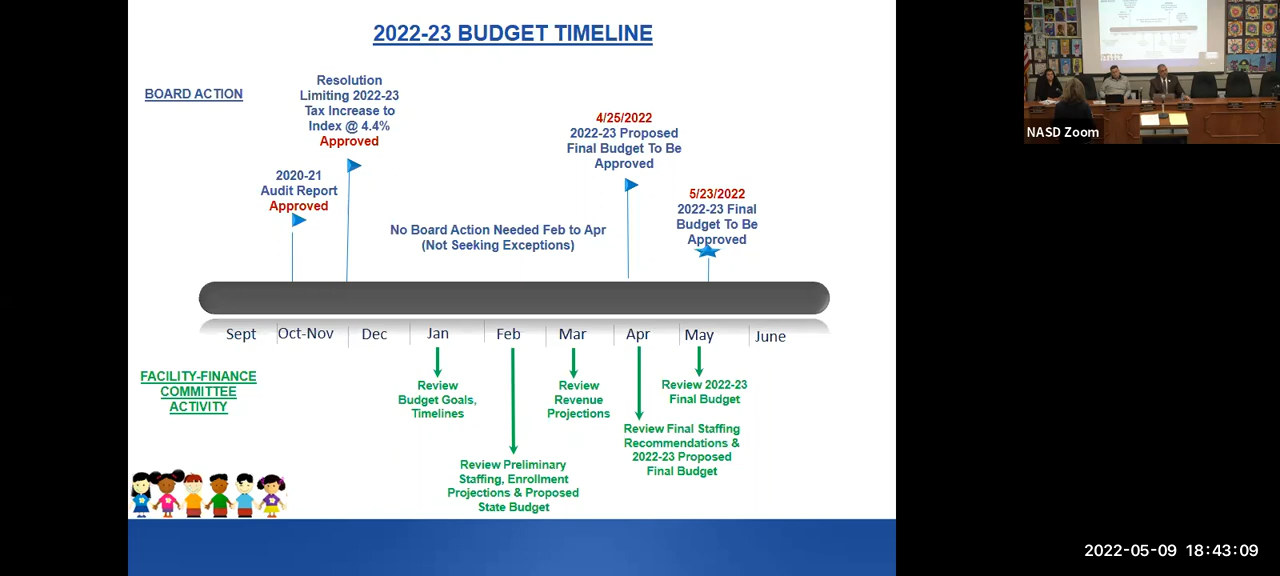 2022-23 BUDGET TIMELINE
BOARD ACTION
Resolution
Limiting 2022-23
Tax Increase to
Index @ 4.4%
Approved
2020-21
Audit Report
Approved
4/25/2022
2022-23 Proposed
Final Budget To Be
Approved
5/23/2022
2022-23 Final
Budget To Be
Approved
No Board Action Needed Feb to Apr
(Not Seeking Exceptions)
Sept Oct-Nov Dec Jan Feb Mar Apr May June
FACILITY-FINANCE
COMMITTEE
ACTIVITY
Review
Budget Goals,
Timelines
Review Preliminary
Staffing, Enrollment
Projections & Proposed
State Budget
Review
Revenue
Projections
Review Final Staffing
Recommendations &
2022-23 Proposed
Final Budget
Review 2022-23
Final Budget
NASD Zoom
2022-05-09 18:43:09